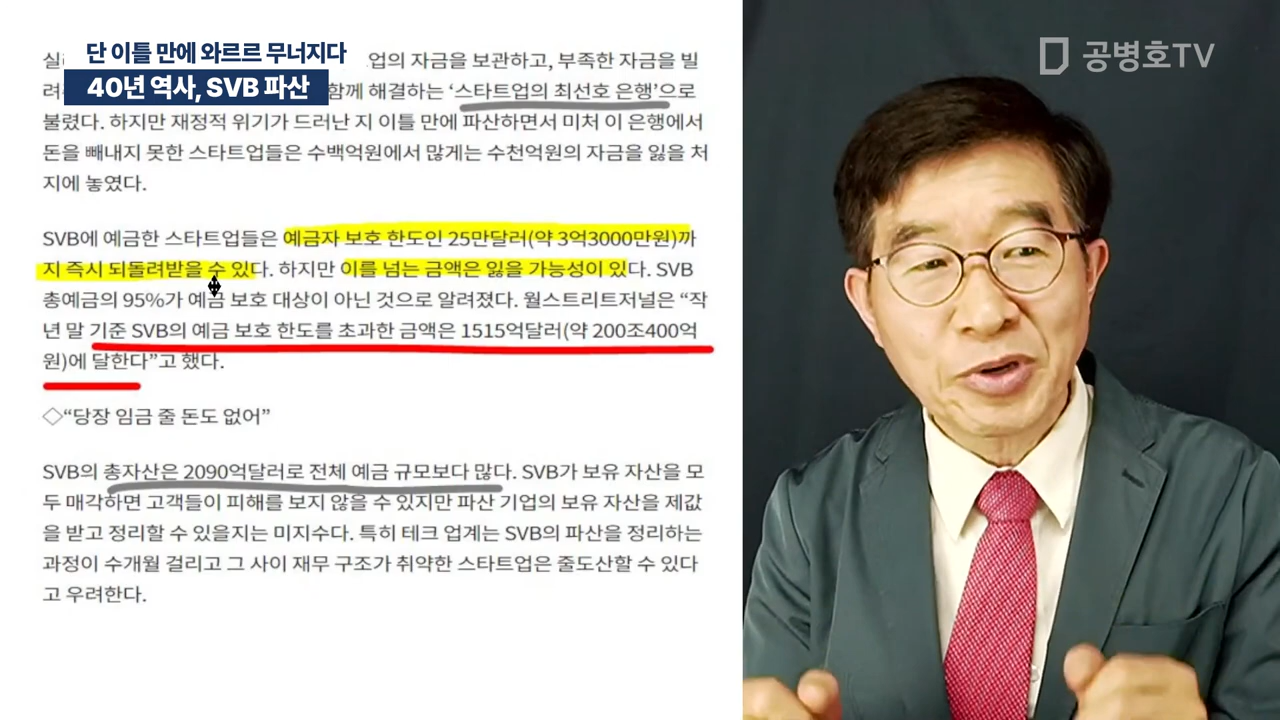 단 이틀 만에 와르르 무너지다
40년 역사, SVB 파산
공병호TV
업의 자금을 보관하고, 부족한 자금을 빌
함께 해결하는 ‘스타트업의 최선호 은행’으로
불렸다. 하지만 재정적 위기가 드러난 지 이틀 만에 파산하면서 미처 이 은행에서
돈을 빼내지 못한 스타트업들은 수백억원에서 많게는 수천억원의 자금을 잃을 처
지에 놓였다.
SVB에 예금한 스타트업들은 예금자 보호 한도인 25만달러(약 3억3000만원)까
지 즉시 되돌려받을 수 있다. 하지만 이를 넘는 금액은 잃을 가능성이 있다. SVB
총예금의 95%가 예금 보호 대상이 아닌 것으로 알려졌다. 월스트리트저널은 “작
년 말 기준 SVB의 예금 보호 한도를 초과한 금액은 1515억달러(약 200조400억
원)에 달한다”고 했다.
◇“당장 임금 줄 돈도 없어”
SVB의 총자산은 2090억달러로 전체 예금 규모보다 많다. SVB가 보유 자산을 모
두 매각하면 고객들이 피해를 보지 않을 수 있지만 파산 기업의 보유 자산을 제값
을 받고 정리할 수 있을지는 미지수다. 특히 테크 업계는 SVB의 파산을 정리하는
과정이 수개월 걸리고 그 사이 재무 구조가 취약한 스타트업은 줄도산할 수 있다
고 우려한다.